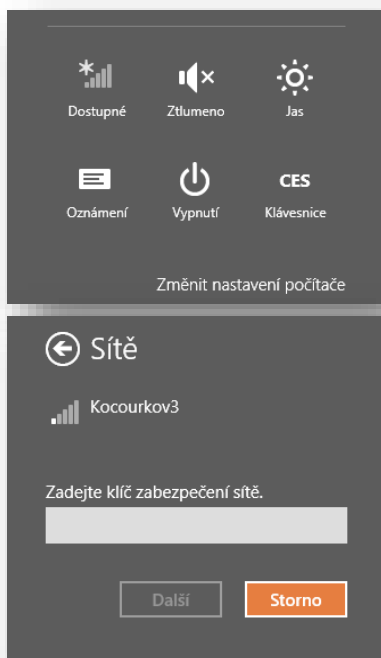 Dostupné Ztlumeno Jas
CES
Oznámení Vypnutí Klávesnice
Změnit nastavení počítače
Sítě
Kocourkov3
Zadejte klíč zabezpečení sítě.
Další Storno